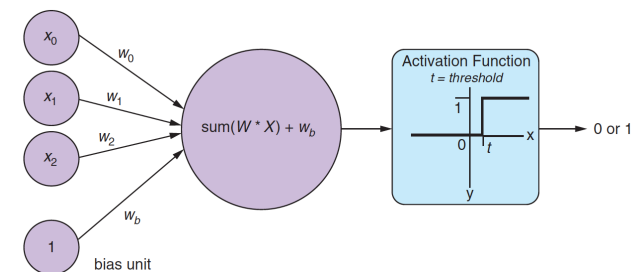 x0
x1
x2
1
w0
w1
w2
wb
bias unit
sum(W * X) + wb
Activation Function
t = threshold
1
0
t
x
y
0 or 1